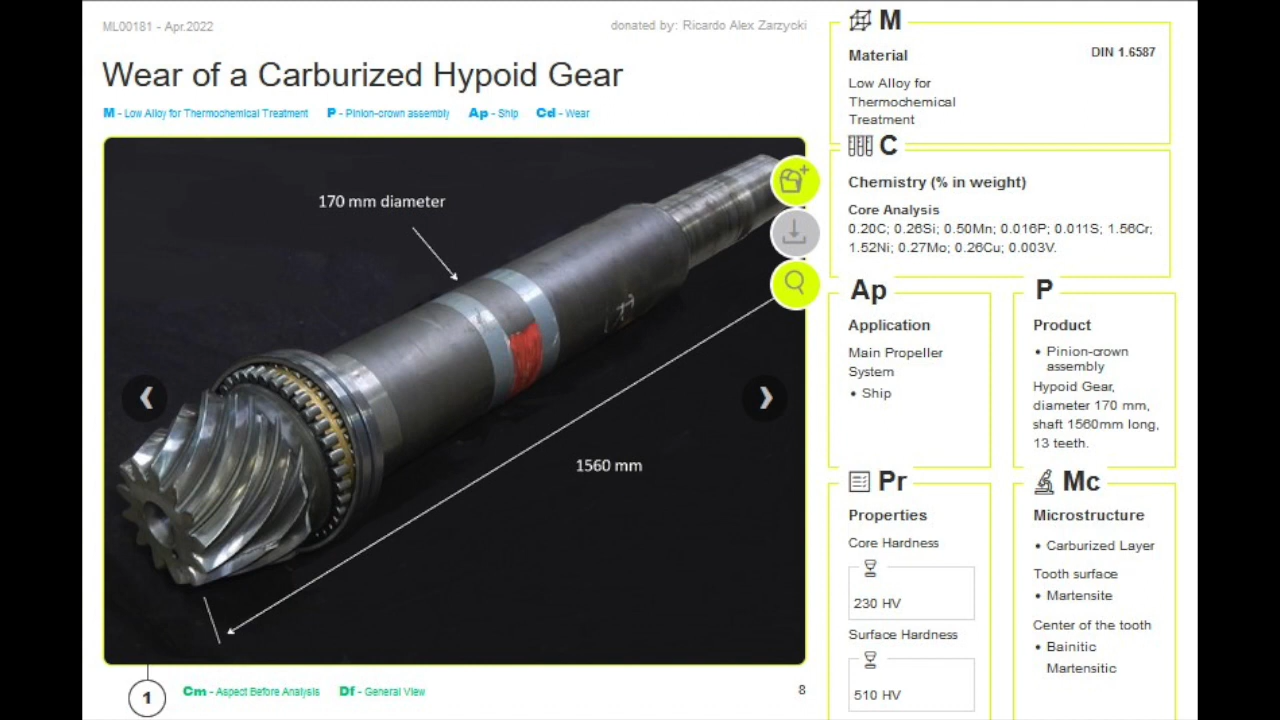 ML00181 - Apr.2022
donated by: Ricardo Alex Zarzycki
Wear of a Carburized Hypoid Gear
M - Low Alloy for Thermochemical Treatment P - Pinion-crown assembly Ap - Ship Cd - Wear
170 mm diameter
1560 mm
1
Cm - Aspect Before Analysis Df - General View
8
M
Material
DIN 1.6587
Low Alloy for
Thermochemical
Treatment
C
Chemistry (% in weight)
Core Analysis
0.20C; 0.26Si; 0.50Mn; 0.016P; 0.011S; 1.56Cr;
1.52Ni; 0.27Mo; 0.26Cu; 0.003V.
Ap
Application
Main Propeller
System
• Ship
P
Product
• Pinion-crown
assembly
Hypoid Gear,
diameter 170 mm,
shaft 1560mm long,
13 teeth.
Pr
Properties
Core Hardness
230 HV
Surface Hardness
510 HV
Mc
Microstructure
• Carburized Layer
Tooth surface
• Martensite
Center of the tooth
• Bainitic
Martensitic